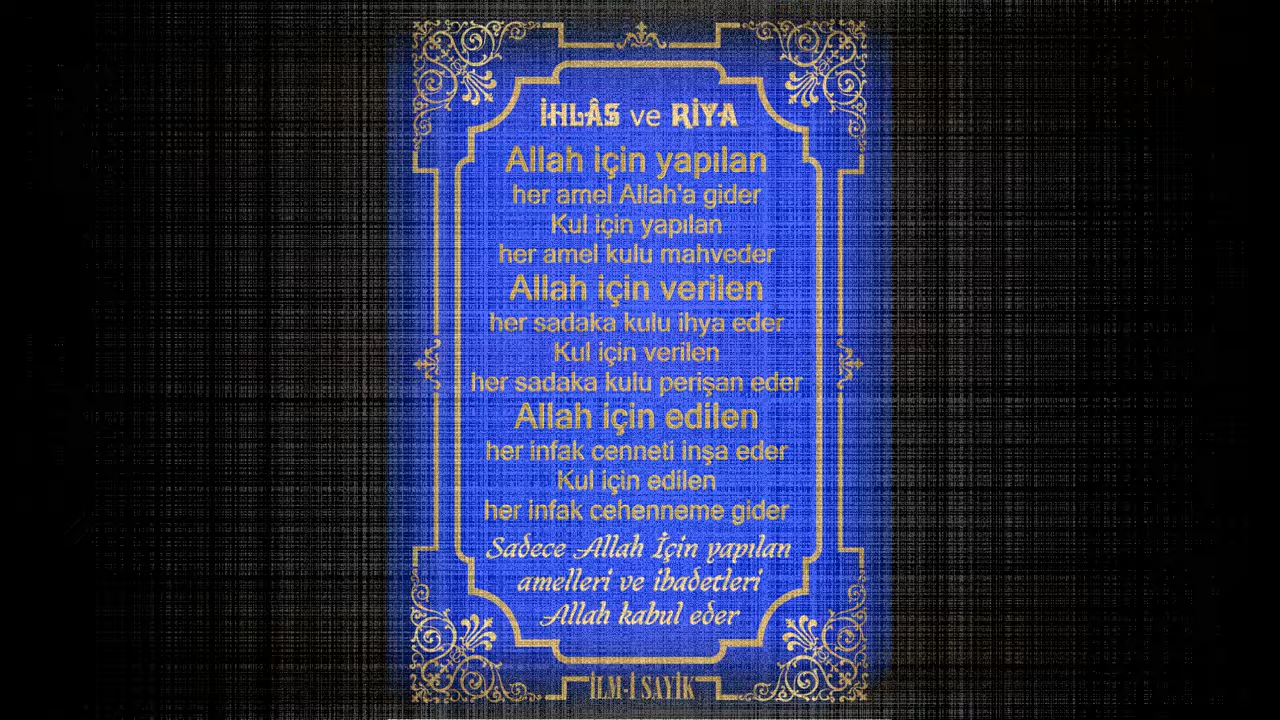 İHLÂS ve RİYA
Allah için yapılan
her amel Allah'a gider
Kul için yapılan
her amel kulu mahveder
Allah için verilen
her sadaka kulu ihya eder
Kul için verilen
her sadaka kulu perişan eder
Allah için edilen
her infak cenneti inşa eder
Kul için edilen
her infak cehenneme gider
Sadece Allah İçin yapılan
amelleri ve ibadetleri
Allah kabul eder
İLM-İ SAYİK